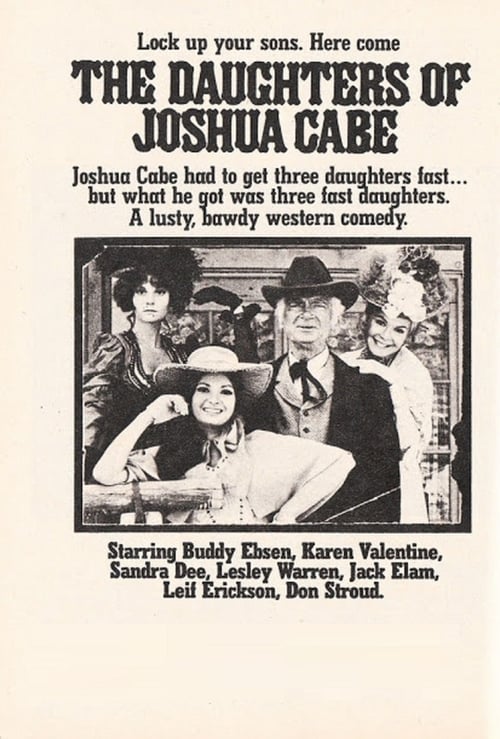 Lock up your sons. Here come
THE DAUGHTERS OF
JOSHUA CABE
Joshua Cabe had to get three daughters fast...
but what he got was three fast daughters.
A lusty, bawdy western comedy.
Starring Buddy Ebsen, Karen Valentine,
Sandra Dee, Lesley Warren, Jack Elam,
Leif Erickson, Don Stroud.